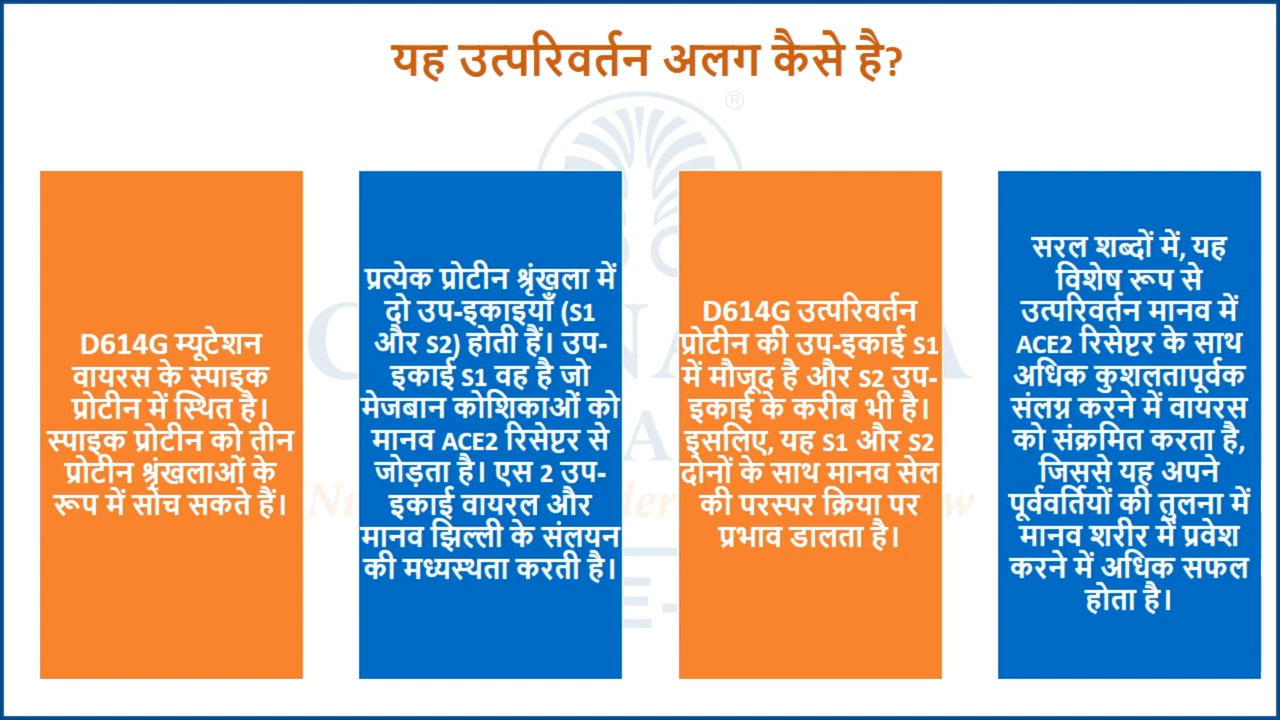 यह उत्परिवर्तन अलग कैसे है?
D614G म्यूटेशन
वायरस के स्पाइक
प्रोटीन में स्थित है।
स्पाइक प्रोटीन को तीन
प्रोटीन श्रृंखलाओं के
रूप में सोच सकते हैं।
प्रत्येक प्रोटीन श्रृंखला में
दो उप-इकाइयाँ (S1
और S2) होती हैं। उप-
इकाई S1 वह है जो
मेजबान कोशिकाओं को
मानव ACE2 रिसेप्टर से
जोड़ता है। एस 2 उप-
इकाई वायरल और
मानव झिल्ली के संलयन
की मध्यस्थता करती है।
D614G उत्परिवर्तन
प्रोटीन की उप-इकाई S1
में मौजूद है और S2 उप-
इकाई के करीब भी है।
इसलिए, यह S1 और S2
दोनों के साथ मानव सेल
की परस्पर क्रिया पर
प्रभाव डालता है।
सरल शब्दों में, यह
विशेष रूप से
उत्परिवर्तन मानव में
ACE2 रिसेप्टर के साथ
अधिक कुशलतापूर्वक
संलग्न करने में वायरस
को संक्रमित करता है,
जिससे यह अपने
पूर्ववर्तियों की तुलना में
मानव शरीर में प्रवेश
करने में अधिक सफल
होता है।